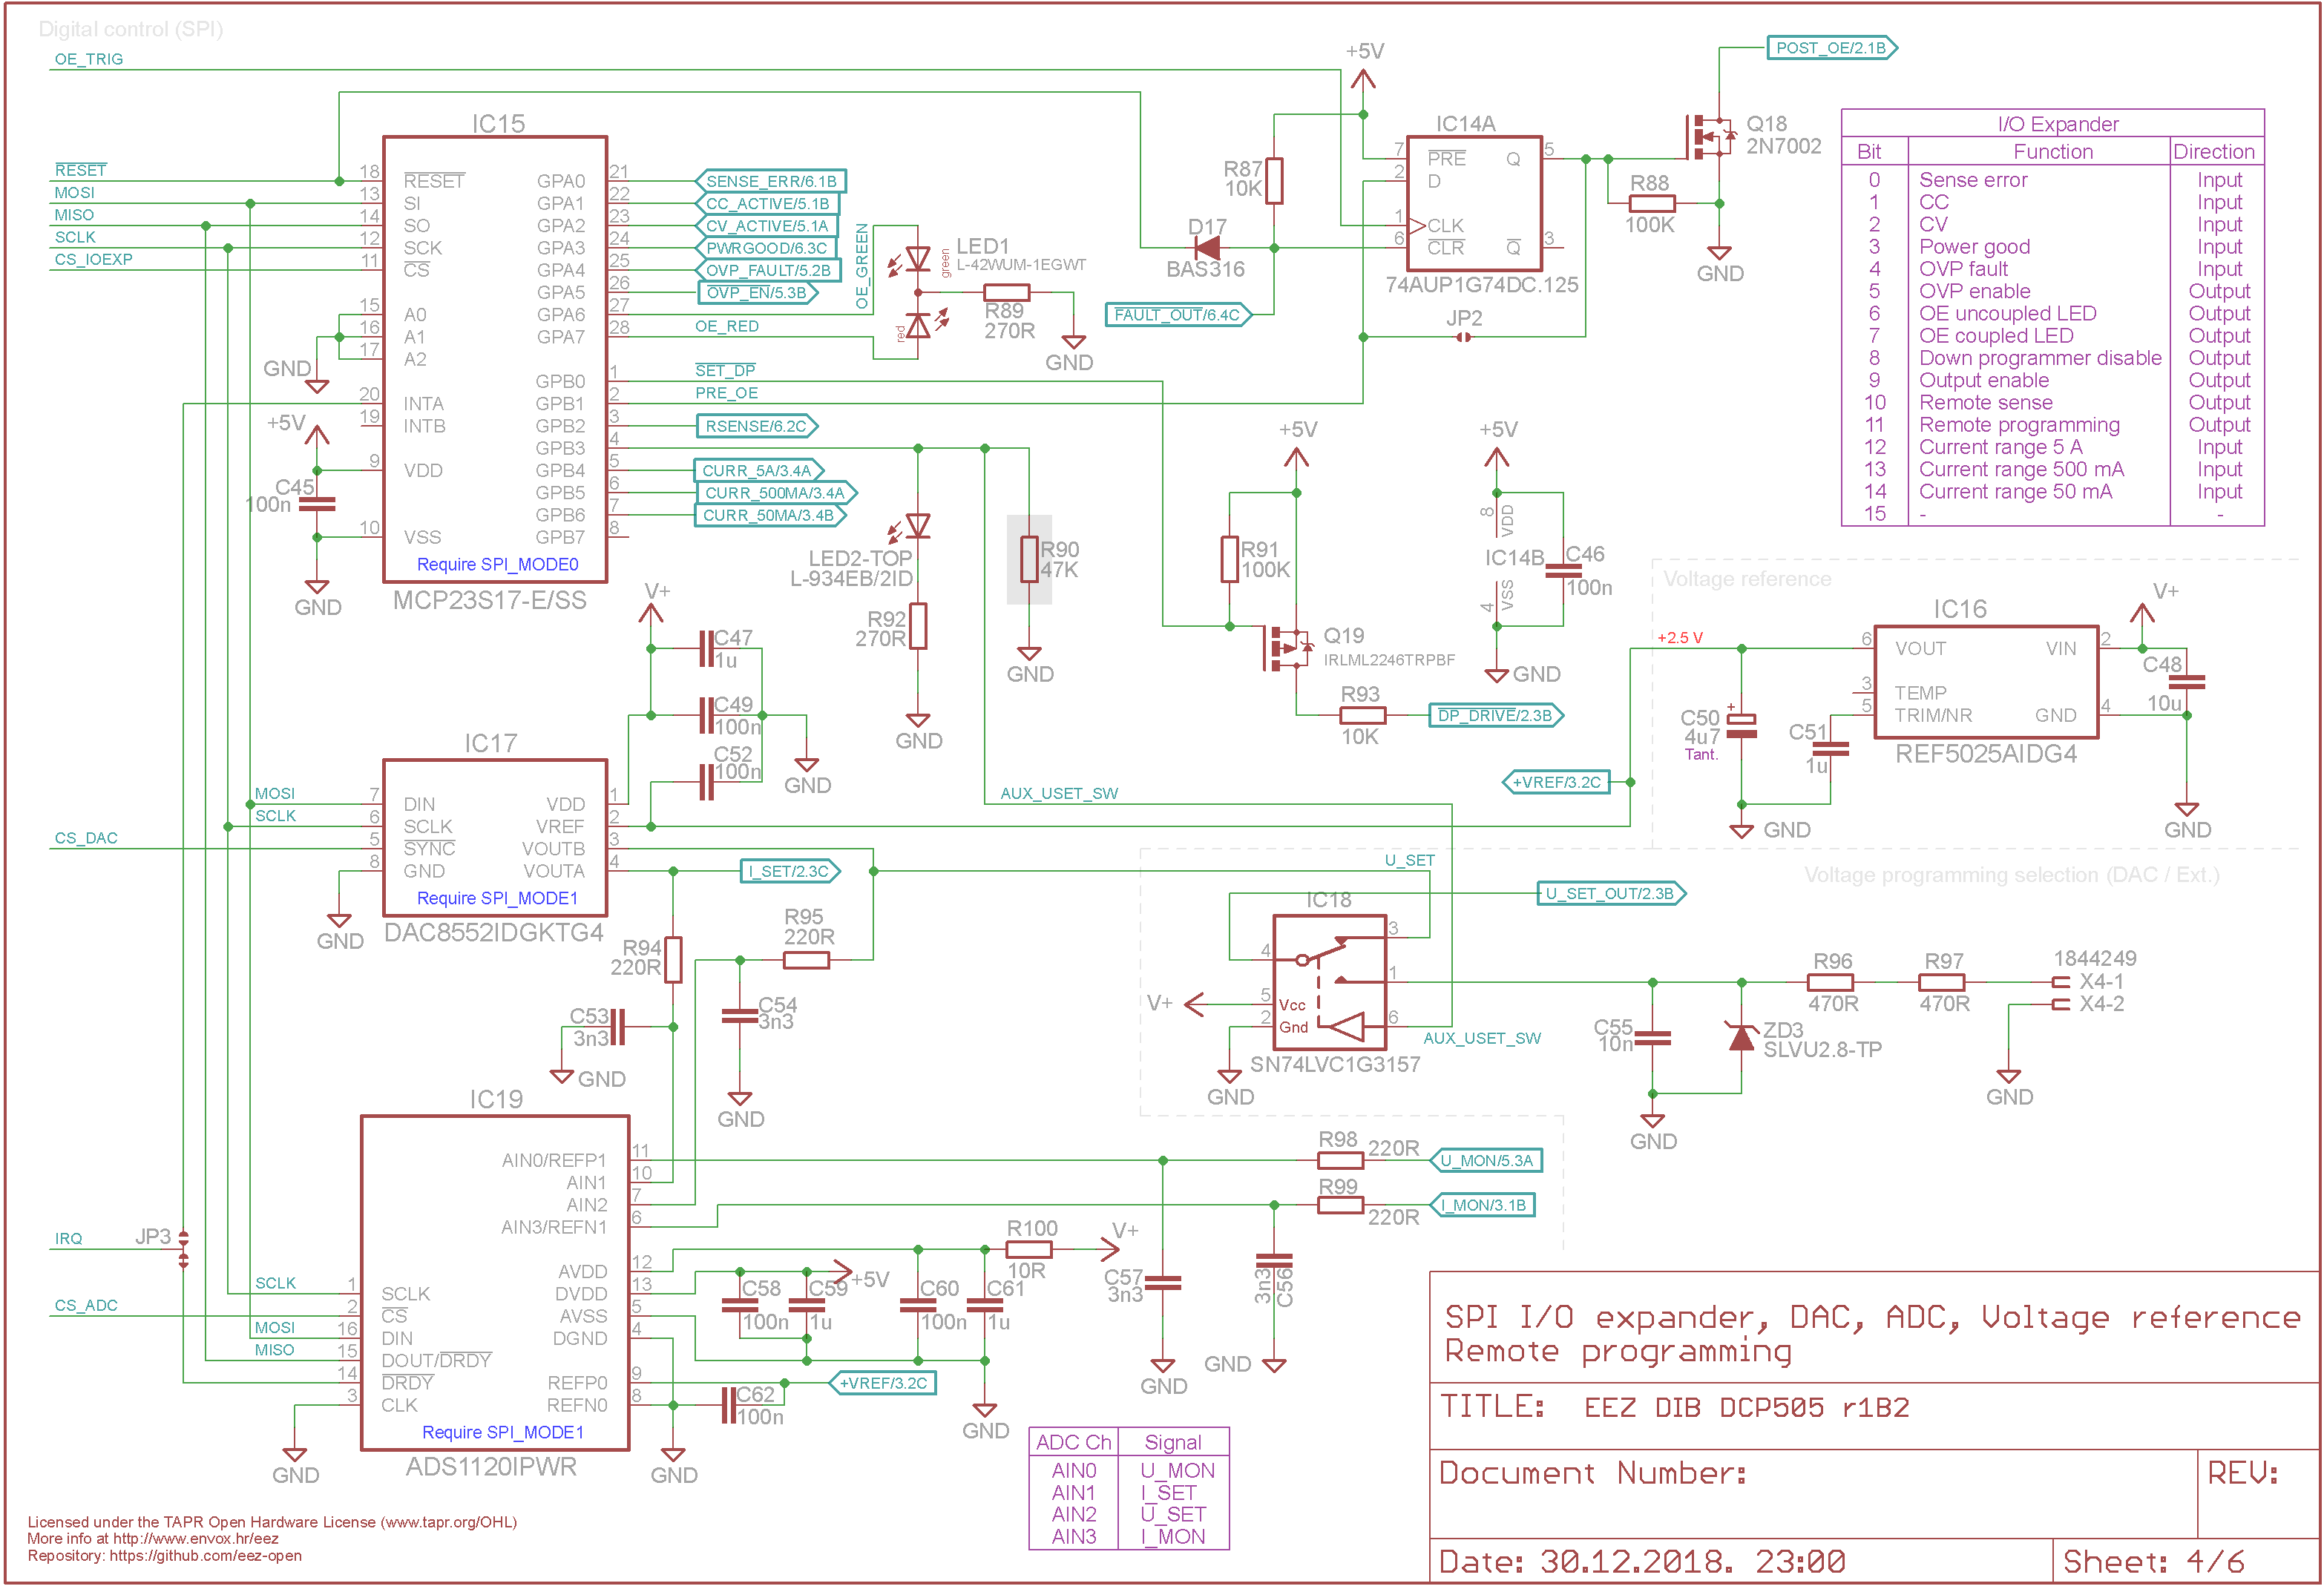 Digital control (SPI)
OE_TRIG
RESET
MOSI
MISO
SCLK
CS_IOEXP
IC15
18 RESET GPA0 21 SENSE_ERR/6.1B
13 SI GPA1 22 CC_ACTIVE/5.1B
14 SO GPA2 23 CV_ACTIVE/5.1A
12 SCK GPA3 24 PWRGOOD/6.3C
11 CS GPA4 25 OVP_FAULT/5.2B
GPA5 26 OVP_EN/5.3B
15 A0 GPA6 27
16 A1 GPA7 28 OE_RED
17 A2
GND
GPB0 1 SET_DP
20 INTA GPB1 2 PRE_OE
19 INTB GPB2 3 RSENSE/6.2C
GPB3 4
9 VDD GPB4 5 CURR_5A/3.4A
GPB5 6 CURR_500MA/3.4A
GPB6 7 CURR_50MA/3.4B
10 VSS GPB7 8
Require SPI_MODE0
MCP23S17-E/SS
+5V
C45
100n
GND
OE_GREEN
green
red
LED1
L-42WUM-1EGWT
R89
270R
GND
LED2-TOP
L-934EB/2ID
R92
270R
GND
R90
47K
GND
+5V
R87
10K
D17
BAS316
FAULT_OUT/6.4C
IC14A
7 PRE Q 5
2 D
1 CLK
6 CLR Q 3
74AUP1G74DC.125
JP2
POST_OE/2.1B
Q18
2N7002
R88
100K
GND
I/O Expander
Bit Function Direction
0 Sense error Input
1 CC Input
2 CV Input
3 Power good Input
4 OVP fault Input
5 OVP enable Output
6 OE uncoupled LED Output
7 OE coupled LED Output
8 Down programmer disable Output
9 Output enable Output
10 Remote sense Output
11 Remote programming Output
12 Current range 5 A Input
13 Current range 500 mA Input
14 Current range 50 mA Input
15 - -
+5V
R91
100K
Q19
IRLML2246TRPBF
R93
10K
DP_DRIVE/2.3B
+5V
8 VDD
IC14B
4 VSS
C46
100n
GND
Voltage reference
+2.5 V
IC16
6 VOUT VIN 2
3 TEMP
5 TRIM/NR GND 4
REF5025AIDG4
V+
C48
10u
GND
C50
4u7
Tant.
C51
1u
GND
+VREF/3.2C
V+
C47
1u
C49
100n
C52
100n
GND
IC17
MOSI 7 DIN VDD 1
SCLK 6 SCLK VREF 2
CS_DAC 5 SYNC VOUTB 3
8 GND VOUTA 4
Require SPI_MODE1
DAC8552IDGKTG4
GND
I_SET/2.3C
AUX_USET_SW
U_SET
Voltage programming selection (DAC / Ext.)
U_SET_OUT/2.3B
IC18
4
3
1
V+ 5 Vcc
2 Gnd
6
AUX_USET_SW
SN74LVC1G3157
GND
R94
220R
R95
220R
C53
3n3
GND
C54
3n3
GND
C55
10n
ZD3
SLVU2.8-TP
GND
R96
470R
R97
470R
1844249
X4-1
X4-2
GND
IC19
AIN0/REFP1 11
AIN1 10
AIN2 7
AIN3/REFN1 6
AVDD 12
SCLK 1 SCLK DVDD 13
CS_ADC 2 CS AVSS 5
MOSI 16 DIN DGND 4
MISO 15 DOUT/DRDY
14 DRDY REFP0 9
3 CLK REFN0 8
Require SPI_MODE1
ADS1120IPWR
GND
IRQ
JP3
R98
220R
U_MON/5.3A
R99
220R
I_MON/3.1B
R100
10R
V+
+5V
C58
100n
C59
1u
C60
100n
C61
1u
C57
3n3
C56
3n3
GND
GND
+VREF/3.2C
C62
100n
GND
GND
ADC Ch Signal
AIN0 U_MON
AIN1 I_SET
AIN2 U_SET
AIN3 I_MON
SPI I/O expander, DAC, ADC, Voltage reference
Remote programming
TITLE: EEZ DIB DCP505 r1B2
Document Number:
REV:
Date: 30.12.2018. 23:00
Sheet: 4/6
Licensed under the TAPR Open Hardware License (www.tapr.org/OHL)
More info at http://www.envox.hr/eez
Repository: https://github.com/eez-open